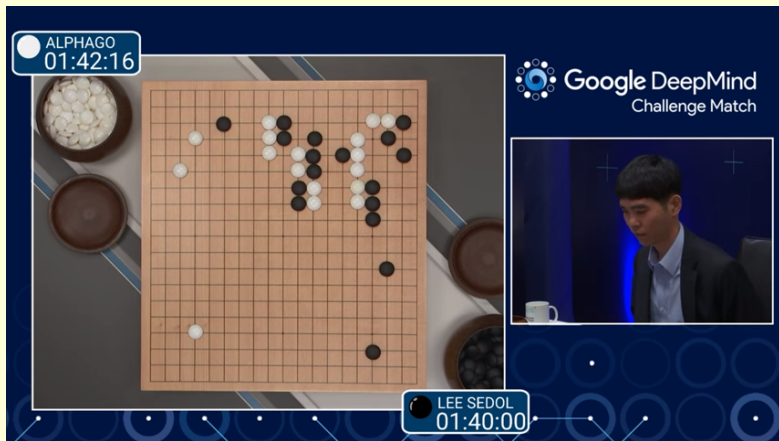 ALPHAGO
01:42:16
Google DeepMind
Challenge Match
LEE SEDOL
01:40:00